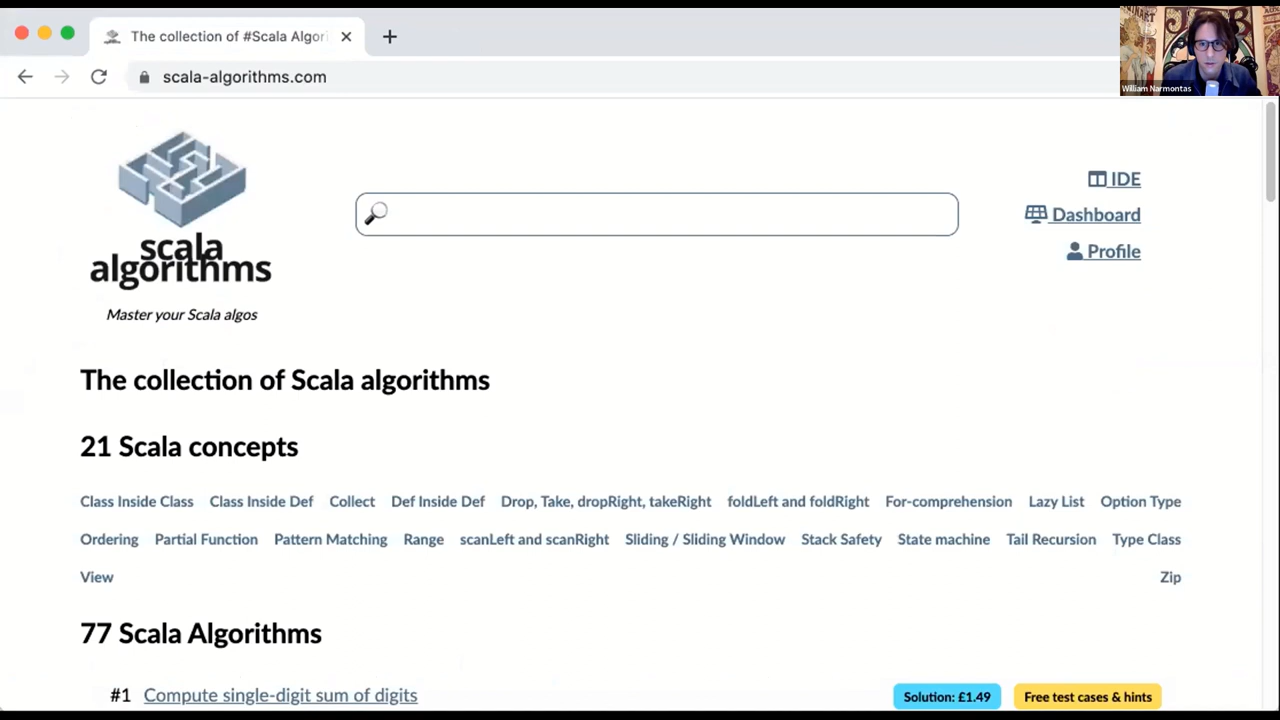 The collection of #Scala Algori
scala-algorithms.com
William Narmontas
scala
algorithms
Master your Scala algos
IDE
Dashboard
Profile
The collection of Scala algorithms
21 Scala concepts
Class Inside Class Class Inside Def Collect Def Inside Def Drop, Take, dropRight, takeRight foldLeft and foldRight For-comprehension Lazy List Option Type
Ordering Partial Function Pattern Matching Range scanLeft and scanRight Sliding / Sliding Window Stack Safety State machine Tail Recursion Type Class
View Zip
77 Scala Algorithms
#1 Compute single-digit sum of digits Solution: £1.49 Free test cases & hints